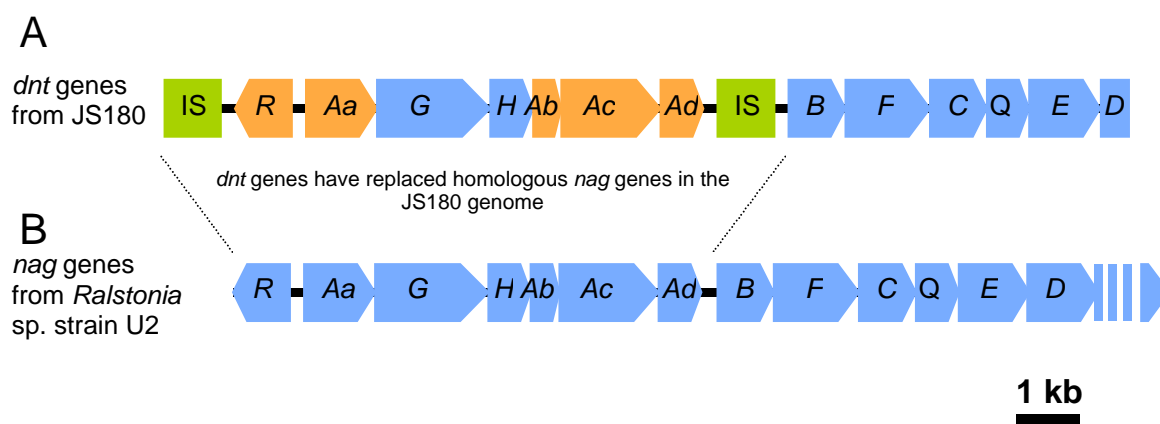 A
dnt genes
from JS180
IS R Aa G H Ab Ac Ad IS B F C Q E D
dnt genes have replaced homologous nag genes in the
JS180 genome
B
nag genes
from Ralstonia
sp. strain U2
R Aa G H Ab Ac Ad B F C Q E D
1 kb